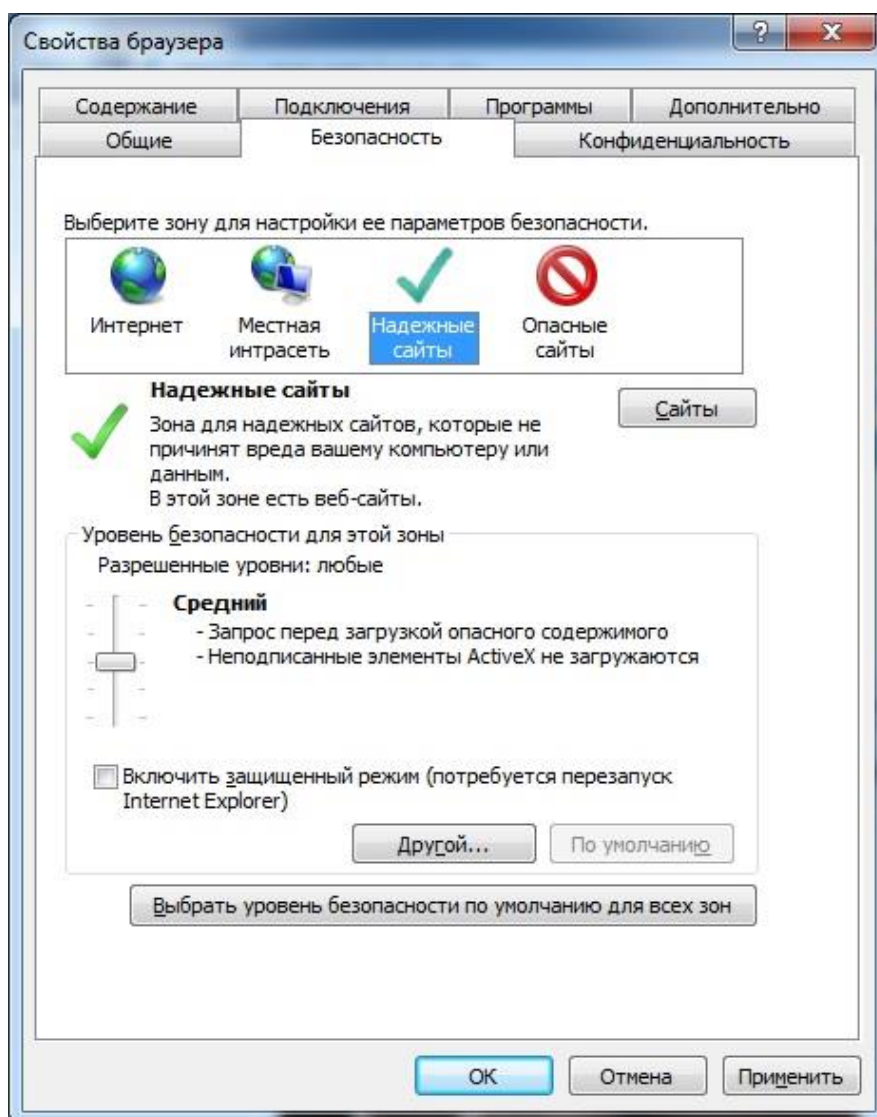 Свойства браузера
Содержание Подключения Программы Дополнительно
Общие Безопасность Конфиденциальность
Выберите зону для настройки ее параметров безопасности.
Интернет Местная интрасеть Надежные сайты Опасные сайты
Надежные сайты
Сайты
Зона для надежных сайтов, которые не
причинят вреда вашему компьютеру или
данным.
В этой зоне есть веб-сайты.
Уровень безопасности для этой зоны
Разрешенные уровни: любые
Средний
- Запрос перед загрузкой опасного содержимого
- Неподписанные элементы ActiveX не загружаются
Включить защищенный режим (потребуется перезапуск
Internet Explorer)
Другой... По умолчанию
Выбрать уровень безопасности по умолчанию для всех зон
ОК Отмена Применить